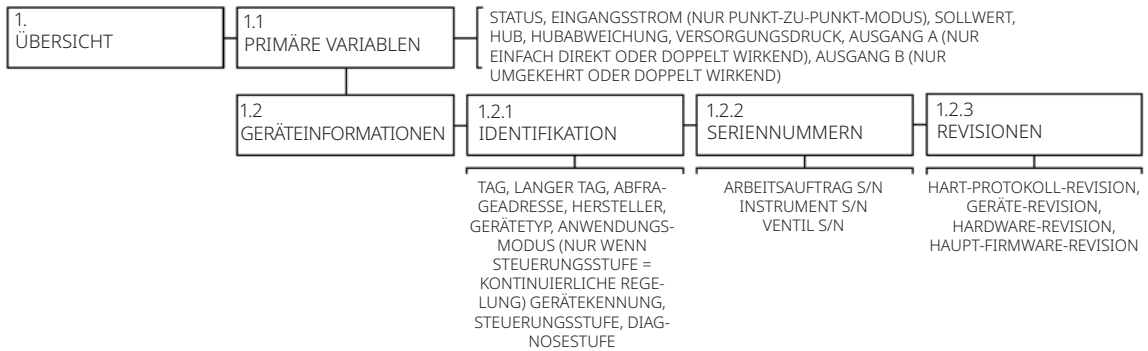 1.
ÜBERSICHT
1.1
PRIMÄRE VARIABLEN
STATUS, EINGANGSSTROM (NUR PUNKT-ZU-PUNKT-MODUS), SOLLWERT,
HUB, HUBABWEICHUNG, VERSORGUNGSDRUCK, AUSGANG A (NUR
EINFACH DIREKT ODER DOPPELT WIRKEND), AUSGANG B (NUR
UMGEKEHRT ODER DOPPELT WIRKEND)
1.2
GERÄTEINFORMATIONEN
1.2.1
IDENTIFIKATION
1.2.2
SERIENNUMMERN
1.2.3
REVISIONEN
TAG, LANGER TAG, ABFRA-
GEADRESSE, HERSTELLER,
GERÄTETYP, ANWENDUNGS-
MODUS (NUR WENN
STEUERUNGSSTUFE =
KONTINUIERLICHE REGE-
LUNG) GERÄTEKENNUNG,
STEUERUNGSSTUFE, DIAG-
NOSESTUFE
ARBEITSAUFTRAG S/N
INSTRUMENT S/N
VENTIL S/N
HART-PROTOKOLL-REVISION,
GERÄTE-REVISION,
HARDWARE-REVISION,
HAUPT-FIRMWARE-REVISION